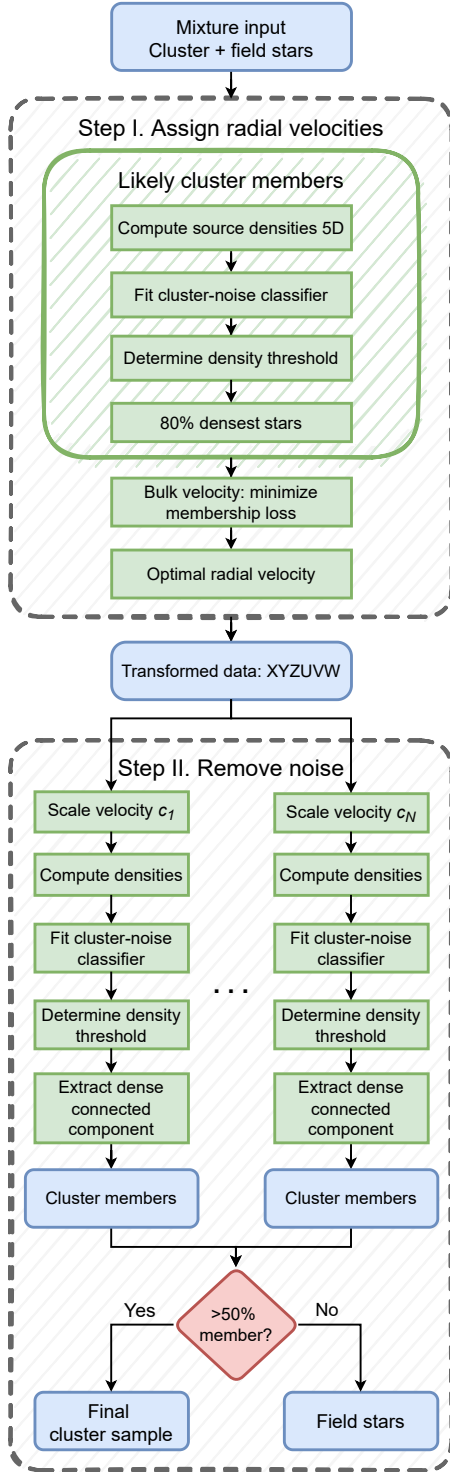 Mixture input
Cluster + field stars
Step I. Assign radial velocities
Likely cluster members
Compute source densities 5D
Fit cluster-noise classifier
Determine density threshold
80% densest stars
Bulk velocity: minimize
membership loss
Optimal radial velocity
Transformed data: XYZUVW
Step II. Remove noise
Scale velocity c1
Compute densities
Fit cluster-noise
classifier
Determine density
threshold
Extract dense
connected
component
Cluster members
. . .
Scale velocity cN
Compute densities
Fit cluster-noise
classifier
Determine density
threshold
Extract dense
connected
component
Cluster members
>50%
member?
Yes
No
Final
cluster sample
Field stars